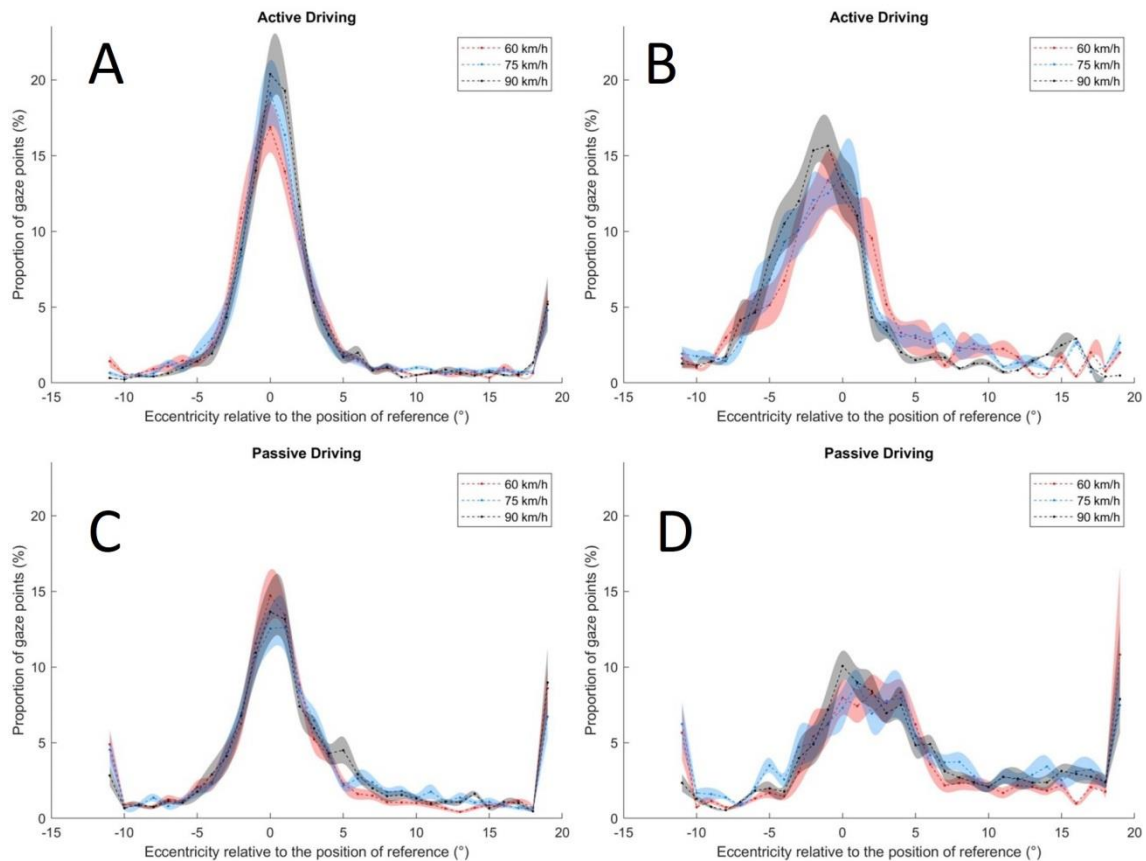 Active Driving
A
60 km/h
75 km/h
90 km/h
Proportion of gaze points (%)
20
15
10
5
0
-15 -10 -5 0 5 10 15 20
Eccentricity relative to the position of reference (°)
Active Driving
B
60 km/h
75 km/h
90 km/h
Proportion of gaze points (%)
20
15
10
5
0
-15 -10 -5 0 5 10 15 20
Eccentricity relative to the position of reference (°)
Passive Driving
C
60 km/h
75 km/h
90 km/h
Proportion of gaze points (%)
20
15
10
5
0
-15 -10 -5 0 5 10 15 20
Eccentricity relative to the position of reference (°)
Passive Driving
D
60 km/h
75 km/h
90 km/h
Proportion of gaze points (%)
20
15
10
5
0
-15 -10 -5 0 5 10 15 20
Eccentricity relative to the position of reference (°)